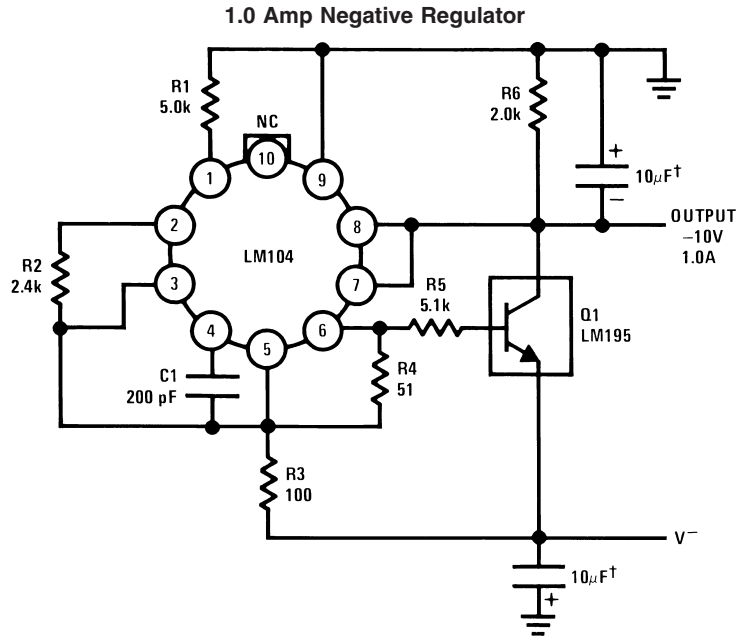 1.0 Amp Negative Regulator
R1
5.0k
NC
R6
2.0k
10
1
9
+
10μF†
−
2
8
OUTPUT
−10V
1.0A
LM104
R2
2.4k
3
7
R5
5.1k
Q1
LM195
4
5
6
C1
200 pF
R4
51
R3
100
V−
10μF†
+